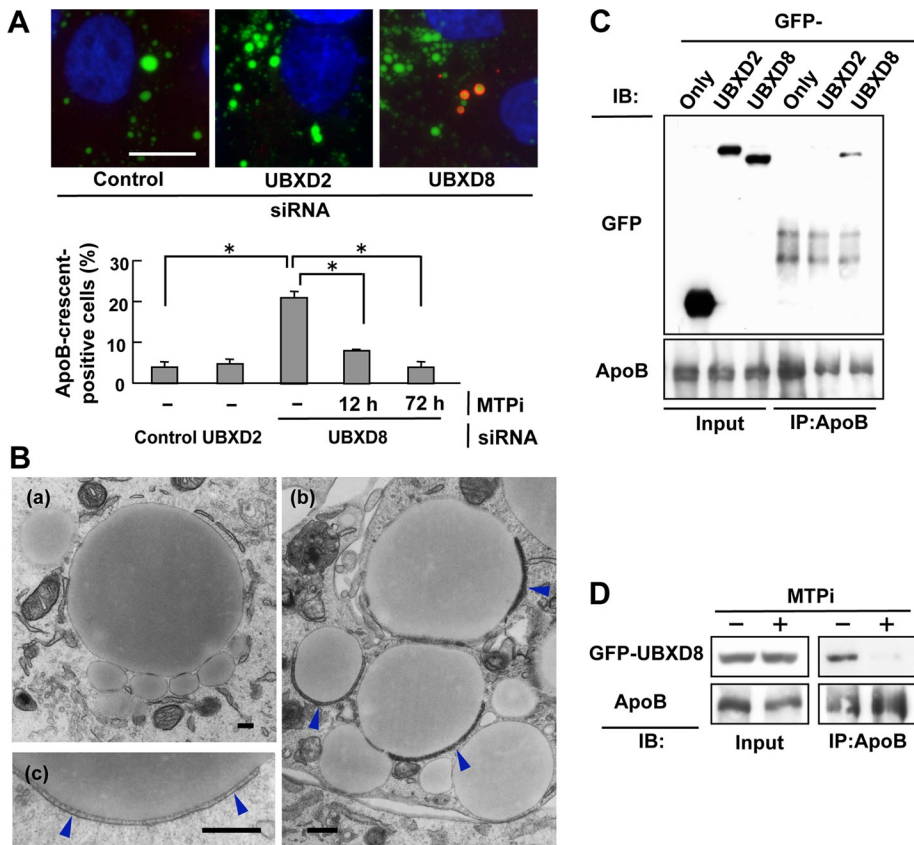 A
Control UBXD2 UBXD8
siRNA
ApoB-crescent-
positive cells (%)
30
20
10
0
* * *
– – – 12 h 72 h MTPi
Control UBXD2 UBXD8 siRNA
B
(a)
(b)
(c)
C
GFP-
IB: Only UBXD2 UBXD8 Only UBXD2 UBXD8
GFP
ApoB
Input IP:ApoB
D
MTPi
– + – +
GFP-UBXD8
ApoB
IB: Input IP:ApoB